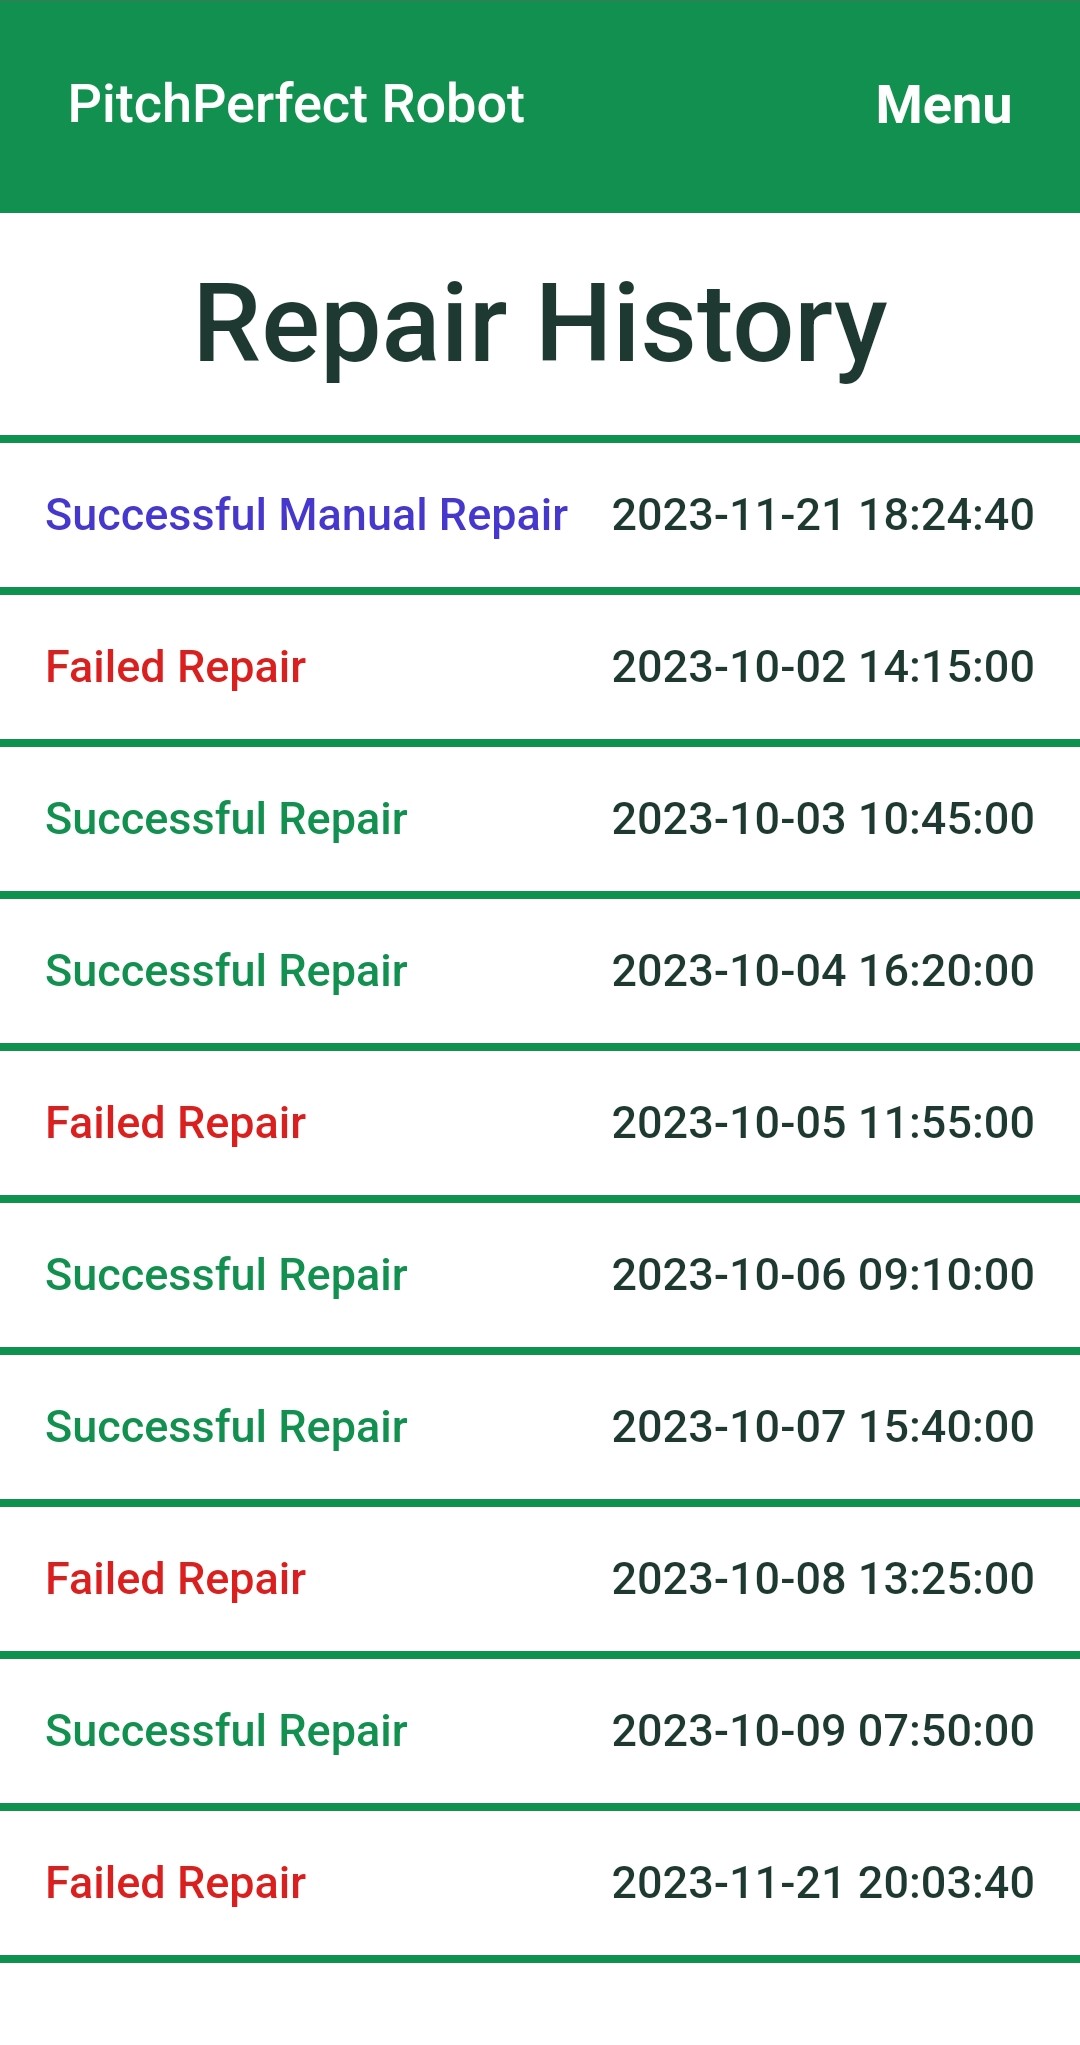 PitchPerfect Robot Menu
Repair History
Successful Manual Repair 2023-11-21 18:24:40
Failed Repair 2023-10-02 14:15:00
Successful Repair 2023-10-03 10:45:00
Successful Repair 2023-10-04 16:20:00
Failed Repair 2023-10-05 11:55:00
Successful Repair 2023-10-06 09:10:00
Successful Repair 2023-10-07 15:40:00
Failed Repair 2023-10-08 13:25:00
Successful Repair 2023-10-09 07:50:00
Failed Repair 2023-11-21 20:03:40